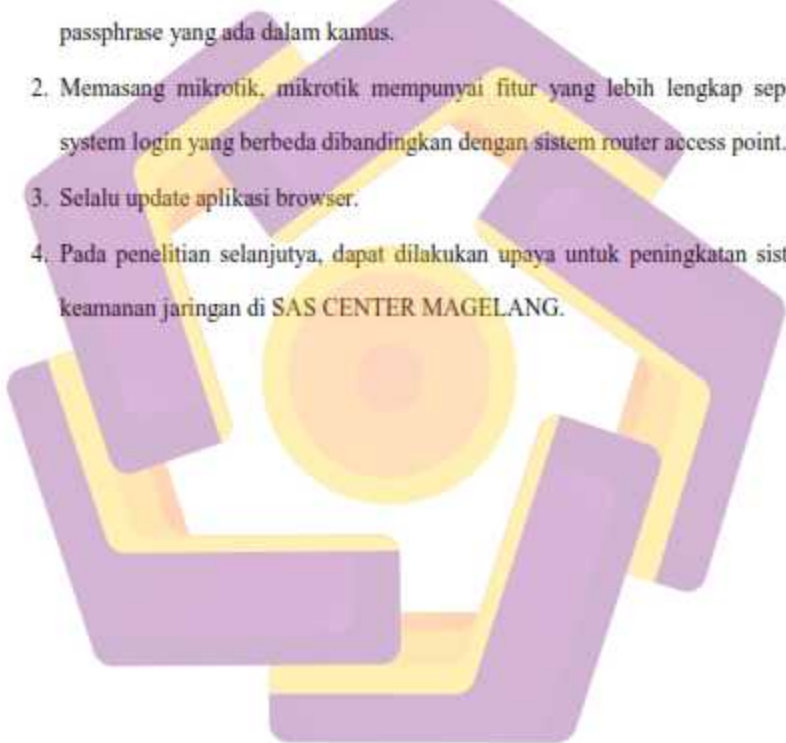 passphrase yang ada dalam kamus.
2. Memasang mikrotik, mikrotik mempunyai fitur yang lebih lengkap sep
system login yang berbeda dibandingkan dengan sistem router access point.
3. Selalu update aplikasi browser.
4. Pada penelitian selanjutya, dapat dilakukan upaya untuk peningkatan sist
keamanan jaringan di SAS CENTER MAGELANG.